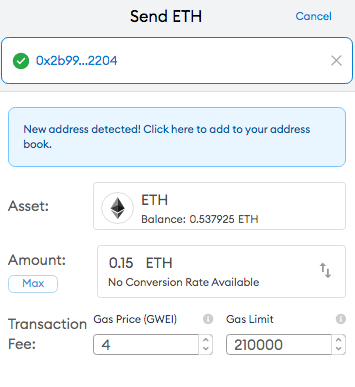 Send ETH
Cancel
0x2b99...2204
New address detected! Click here to add to your address
book.
Asset:
ETH
Balance: 0.537925 ETH
Amount:
Max
0.15 ETH
No Conversion Rate Available
Transaction
Fee:
Gas Price (GWEI)
Gas Limit
4
210000